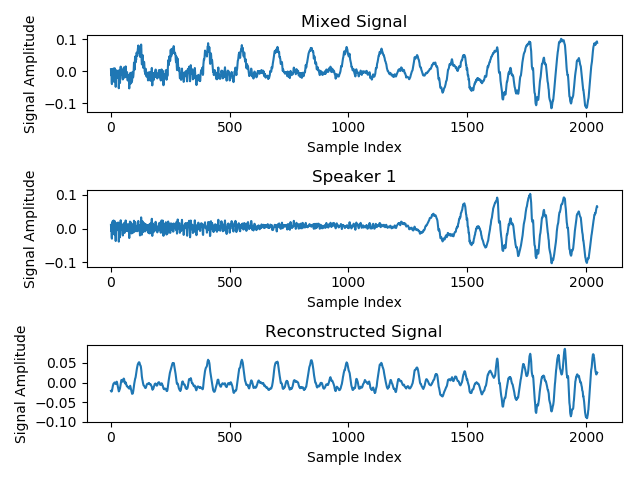 Mixed Signal
Signal Amplitude
0.1
0.0
−0.1
0 500 1000 1500 2000
Sample Index
Speaker 1
Signal Amplitude
0.1
0.0
−0.1
0 500 1000 1500 2000
Sample Index
Reconstructed Signal
Signal Amplitude
0.05
0.00
−0.05
−0.10
0 500 1000 1500 2000
Sample Index